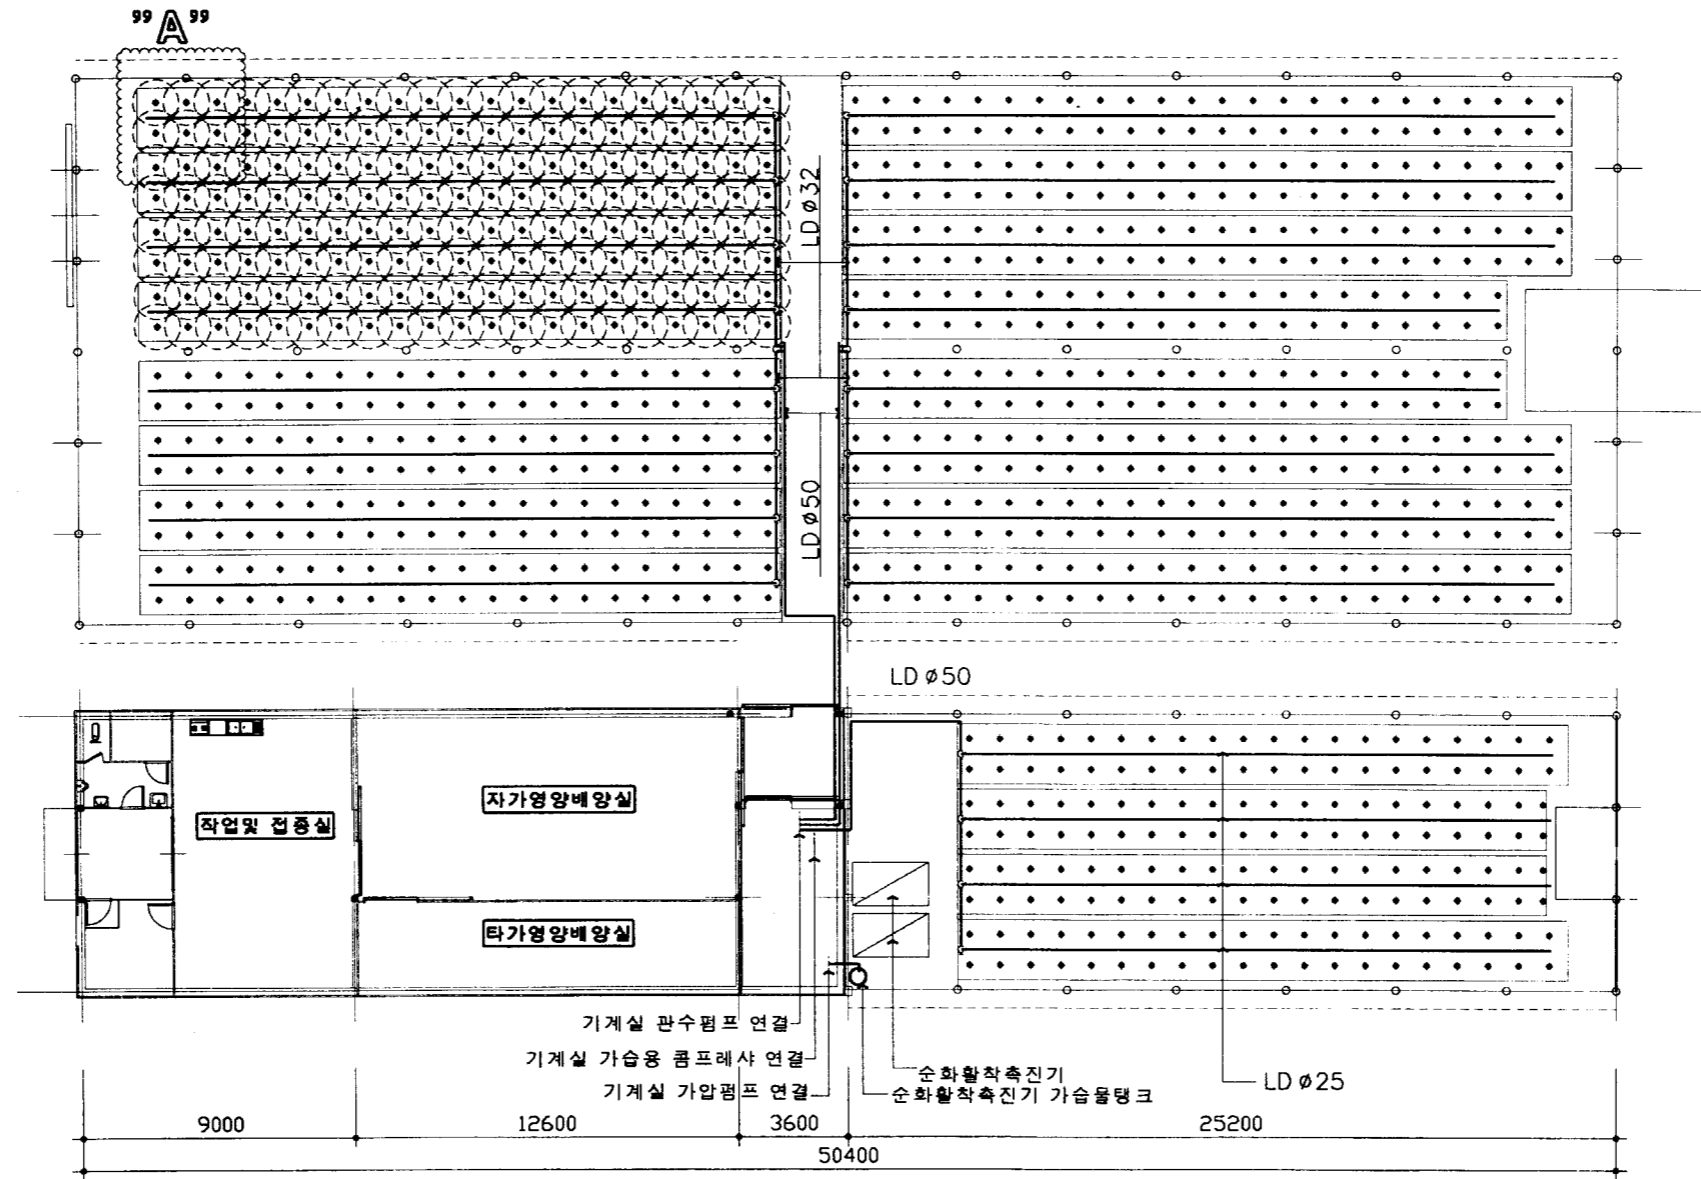 "A"
LD ø32
LD ø50
LD ø50
자가영양배양실
작업및 접종실
타가영양배양실
기계실 관수펌프 연결
기계실 가습용 콤프레샤 연결
기계실 가압펌프 연결
순화활착촉진기
순화활착촉진기 가습물탱크
LD ø25
9000
12600
3600
25200
50400